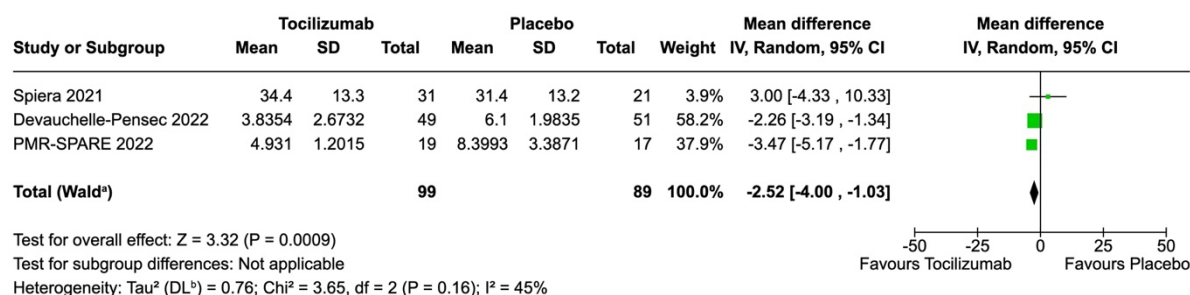 Tocilizumab Placebo Mean difference Mean difference
Study or Subgroup Mean SD Total Mean SD Total Weight IV, Random, 95% CI IV, Random, 95% CI
Spiera 2021 34.4 13.3 31 31.4 13.2 21 3.9% 3.00 [-4.33 , 10.33]
Devauchelle-Pensec 2022 3.8354 2.6732 49 6.1 1.9835 51 58.2% -2.26 [-3.19 , -1.34]
PMR-SPARE 2022 4.931 1.2015 19 8.3993 3.3871 17 37.9% -3.47 [-5.17 , -1.77]
Total (Waldᵃ) 99 89 100.0% -2.52 [-4.00 , -1.03]
Test for overall effect: Z = 3.32 (P = 0.0009)
Test for subgroup differences: Not applicable
Heterogeneity: Tau² (DLᵇ) = 0.76; Chi² = 3.65, df = 2 (P = 0.16); I² = 45%
-50 -25 0 25 50
Favours Tocilizumab Favours Placebo